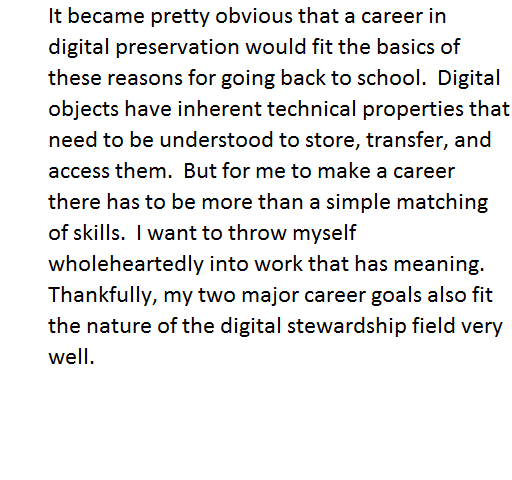 It became pretty obvious that a career in
digital preservation would fit the basics of
these reasons for going back to school.  Digital
objects have inherent technical properties that
need to be understood to store, transfer, and
access them.  But for me to make a career
there has to be more than a simple matching
of skills.  I want to throw myself
wholeheartedly into work that has meaning.
Thankfully, my two major career goals also fit
the nature of the digital stewardship field very
well.